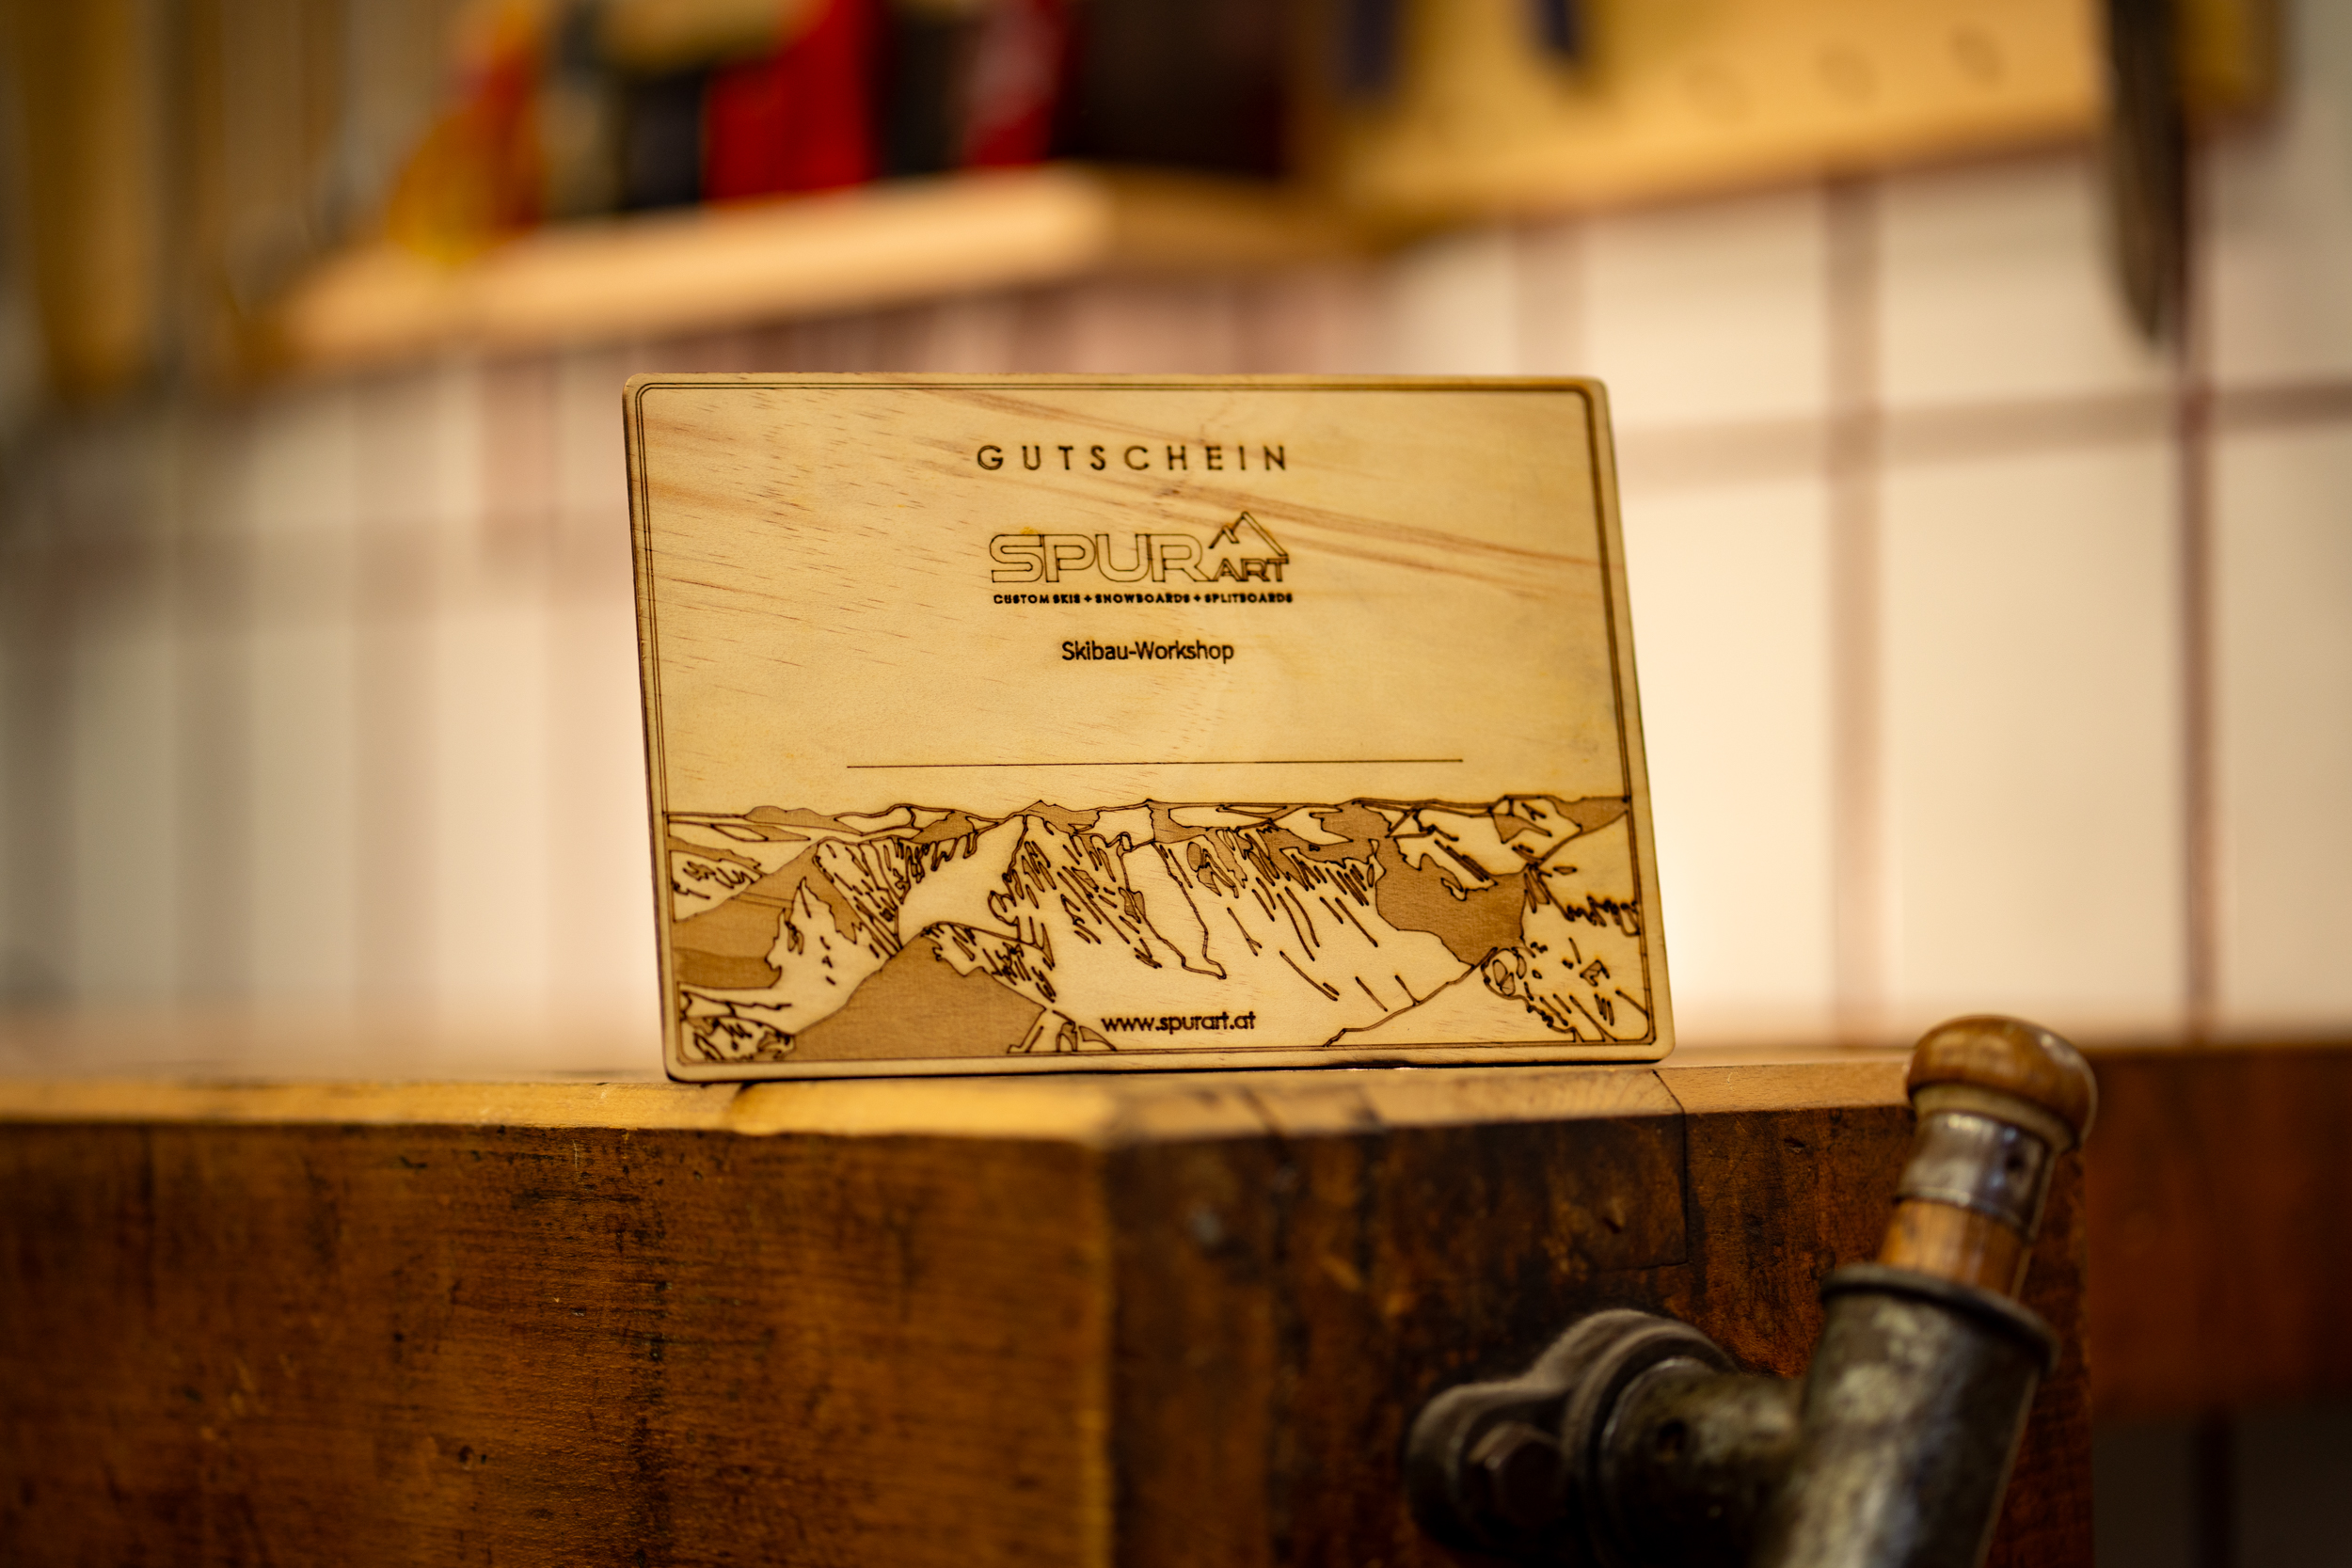 GUTSCHEIN
SPURART
CUSTOM SKIS + SNOWBOARDS + SPLITBOARDS
Skibau-Workshop
www.spurart.at